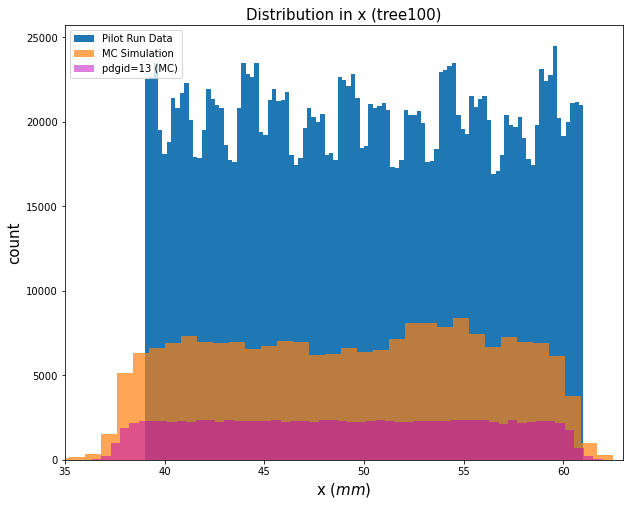 Distribution in x (tree100)
Pilot Run Data
MC Simulation
pdgid=13 (MC)
count
25000
20000
15000
10000
5000
0
35 40 45 50 55 60
x (mm)